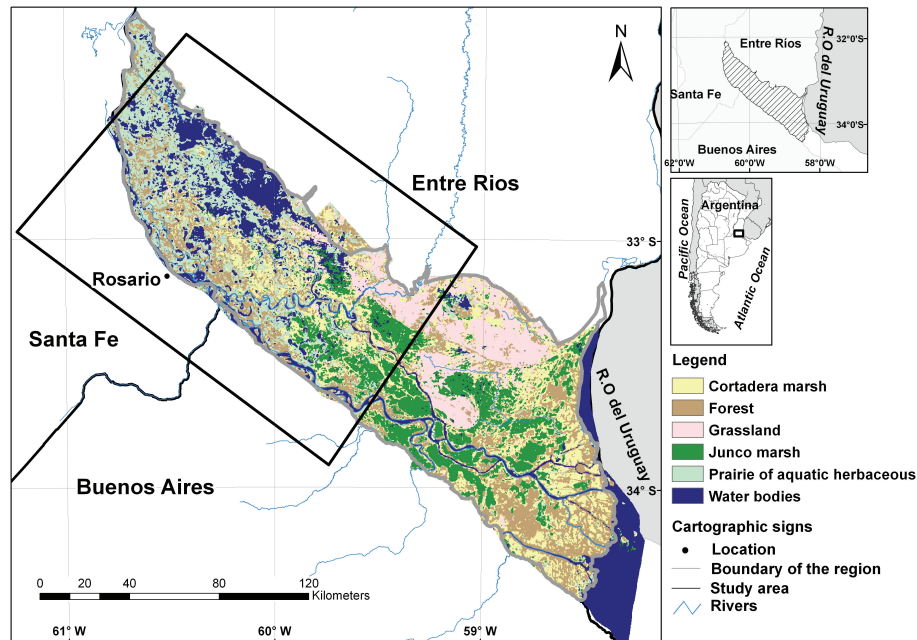 N
Entre Rios
33° S
Rosario
Santa Fe
R.O del Uruguay
34° S
Buenos Aires
0 20 40 80 120
Kilometers
61° W
60° W
59° W
Entre Ríos
32°0'S
R.O del Uruguay
Santa Fe
34°0'S
Buenos Aires
62°0'W
60°0'W
58°0'W
Argentina
Pacific Ocean
Atlantic Ocean
Legend
Cortadera marsh
Forest
Grassland
Junco marsh
Prairie of aquatic herbaceous
Water bodies
Cartographic signs
Location
Boundary of the region
Study area
Rivers